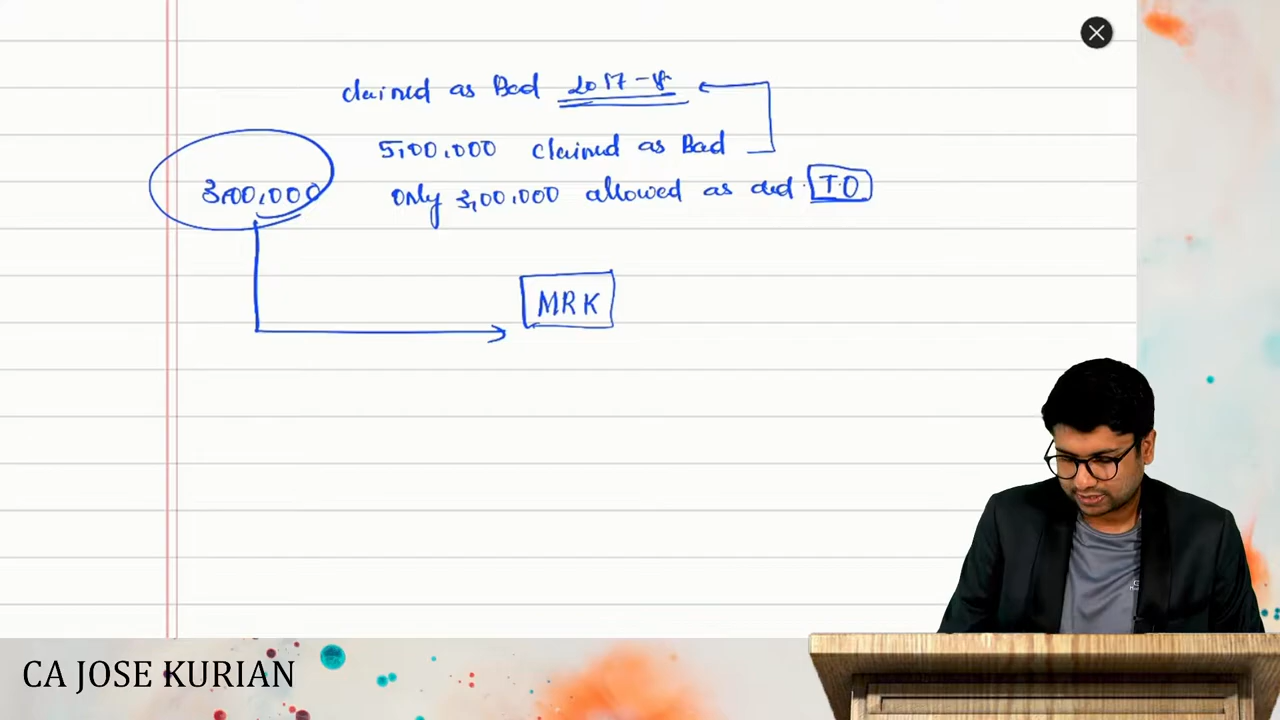 claimed as Bad 2017-18
5,00,000 claimed as Bad
3,00,000 only 3,00,000 allowed as ded. T.O
MRK
CA JOSE KURIAN